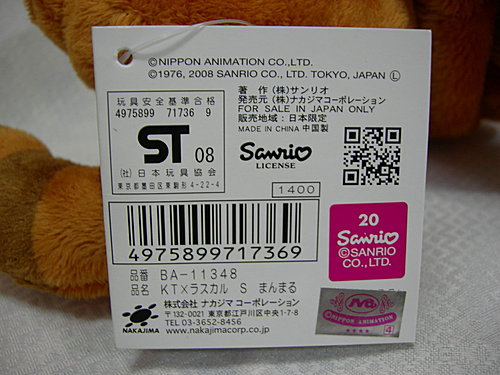 ©NIPPON ANIMATION CO.,LTD.
©1976, 2008 SANRIO CO., LTD. TOKYO, JAPAN Ⓛ
玩具安全基準合格
4975899 71736 9
ST 08
(社)日本玩具協会
東京都墨田区東駒形4-22-4
著 作 (株)サンリオ
発売元 (株)ナカジマコーポレーション
FOR SALE IN JAPAN ONLY
販売地域:日本限定
MADE IN CHINA 中国製
Sanrio
LICENSE
1400
4975899717369
20
Sanrio
©SANRIO
CO.,LTD.
品番 BA-11348
品名 KT×ラスカル S まんまる
株式会社 ナカジマコーポレーション
〒132-0021 東京都江戸川区中央1-7-8
TEL 03-3652-8456
www.nakajimacorp.co.jp
NAKAJIMA
©NIPPON ANIMATION
4